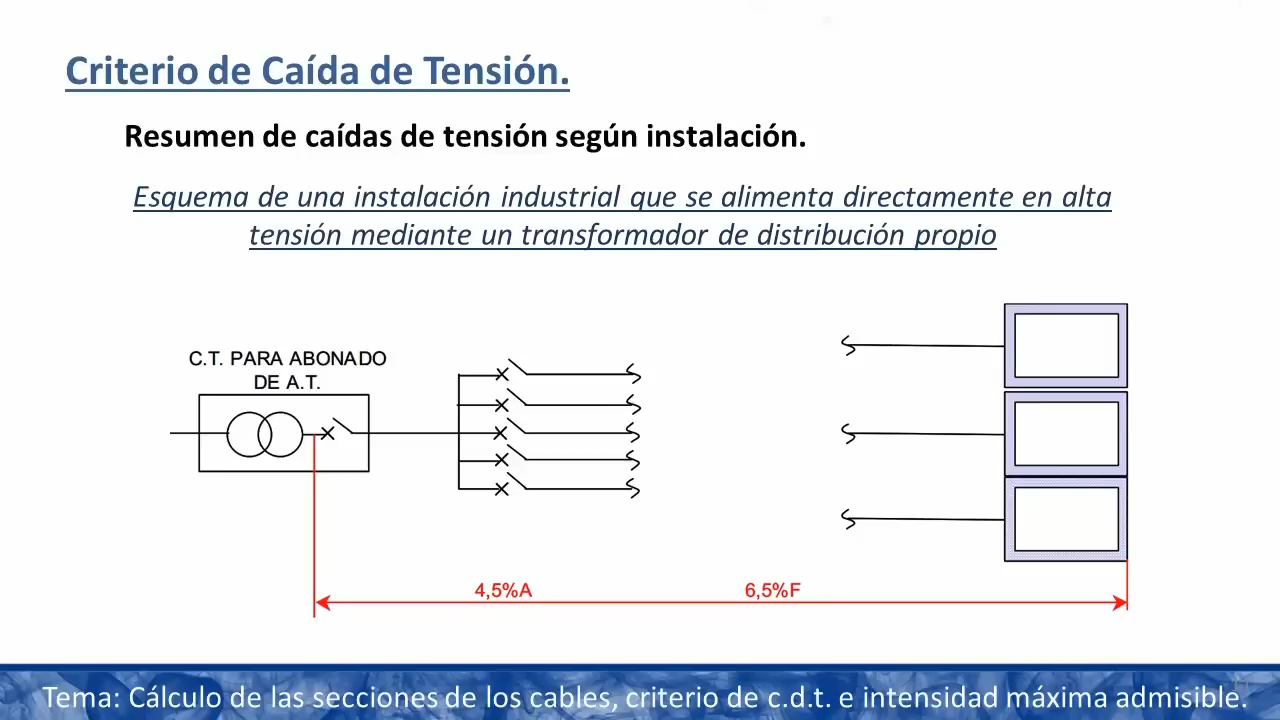 Criterio de Caída de Tensión.
Resumen de caídas de tensión según instalación.
Esquema de una instalación industrial que se alimenta directamente en alta
tensión mediante un transformador de distribución propio
C.T. PARA ABONADO
DE A.T.
4,5%A 6,5%F
Tema: Cálculo de las secciones de los cables, criterio de c.d.t. e intensidad máxima admisible.